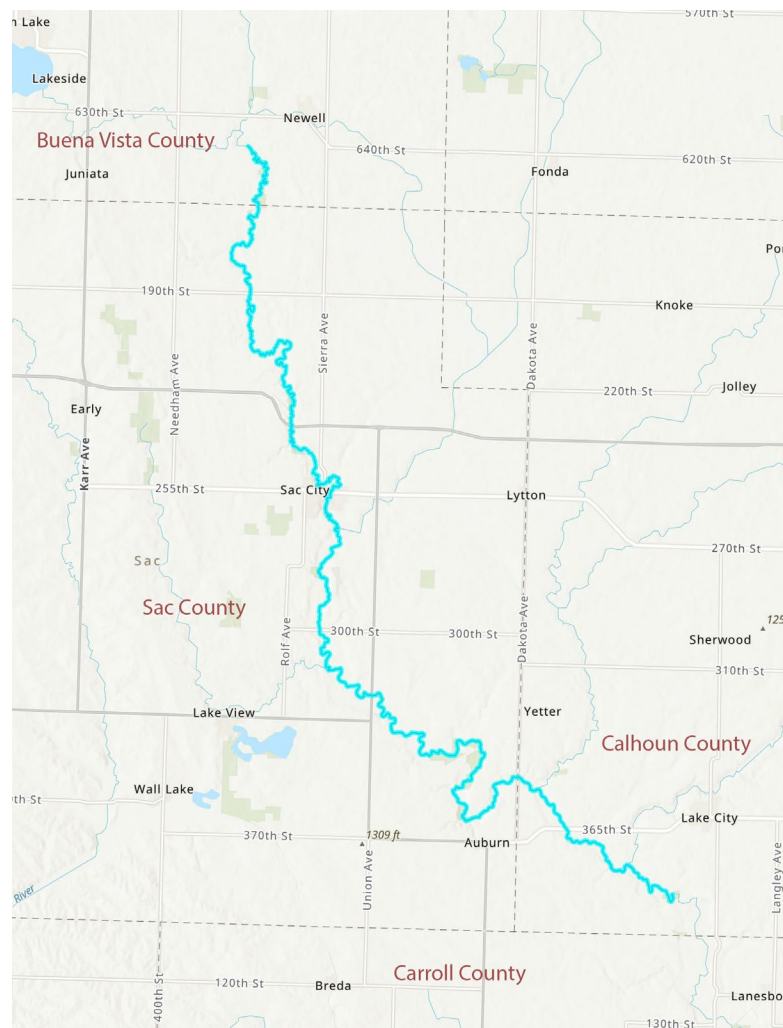 570th St
n Lake
Lakeside
630th St
Newell
Buena Vista County
640th St
620th St
Juniata
Fonda
Po
190th St
Knoke
Sierra Ave
Dakota Ave
Needham Ave
220th St
Jolley
Early
Karr Ave
255th St
Sac City
Lytton
270th St
Sac
Sac County
Dakota Ave
125
300th St
300th St
Sherwood
Rolf Ave
310th St
Lake View
Yetter
Calhoun County
Wall Lake
0th St
Lake City
365th St
370th St
1309 ft
Auburn
Union Ave
Langley Ave
River
Carroll County
120th St
Breda
400th St
Lanesbo
130th St